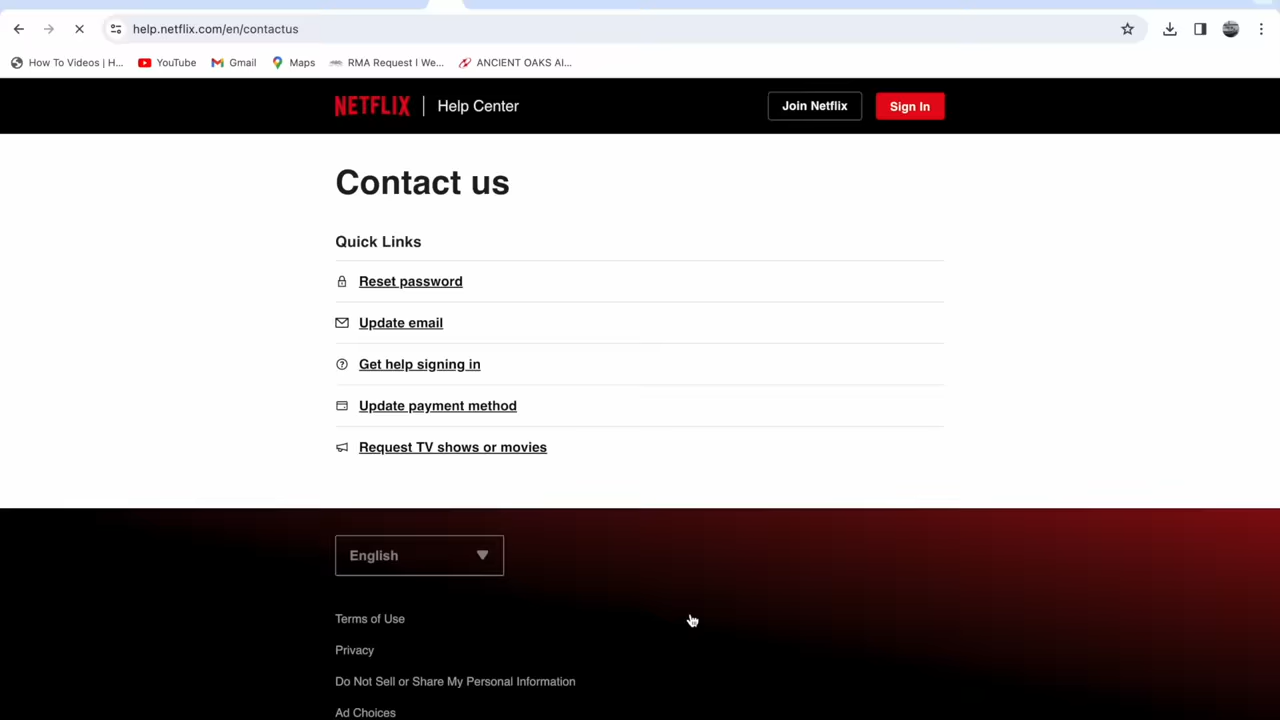 help.netflix.com/en/contactus
How To Videos | H... YouTube Gmail Maps RMA Request I We... ANCIENT OAKS AI...
NETFLIX Help Center Join Netflix Sign In
Contact us
Quick Links
Reset password
Update email
Get help signing in
Update payment method
Request TV shows or movies
English
Terms of Use
Privacy
Do Not Sell or Share My Personal Information
Ad Choices